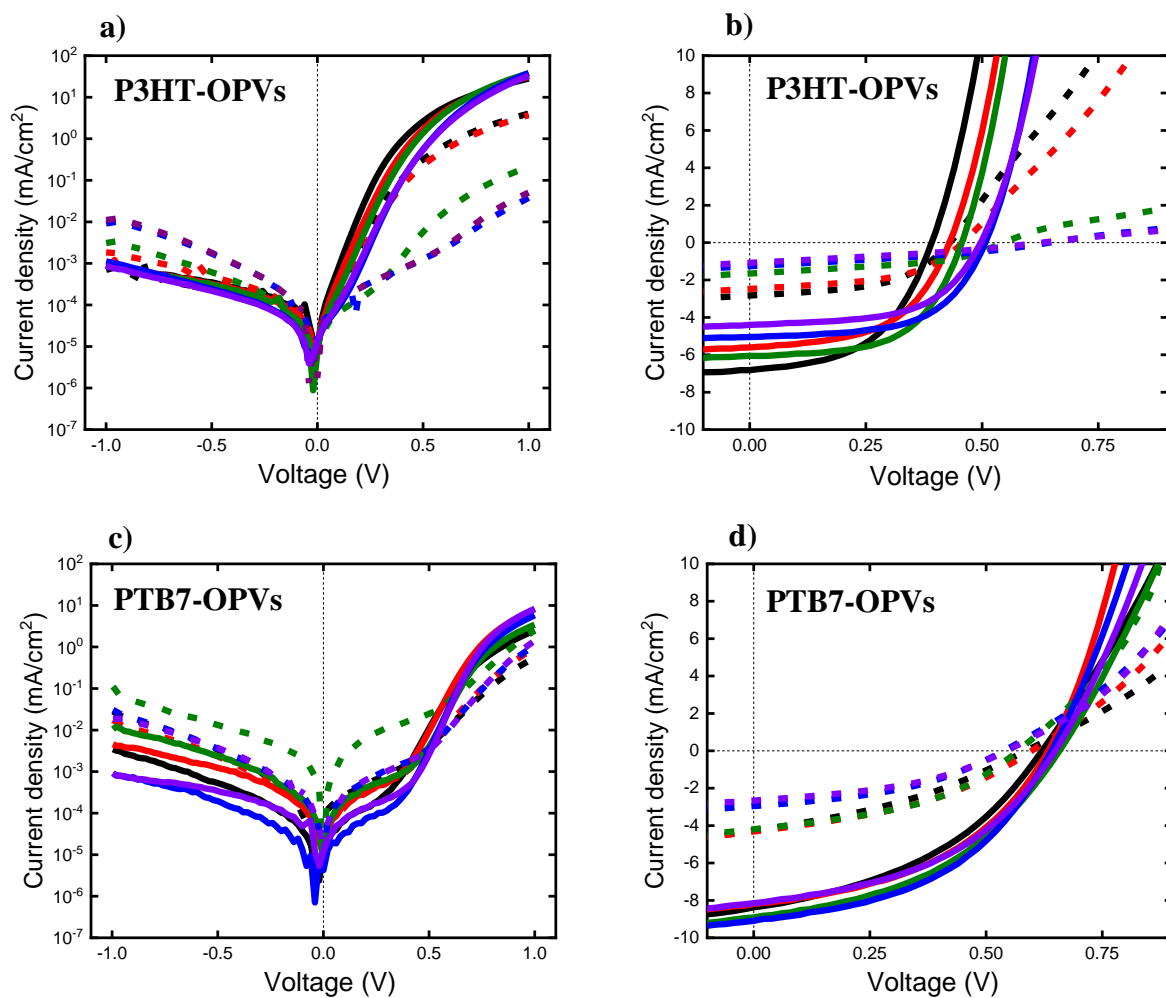 a)
P3HT-OPVs
10^2
10^1
10^0
10^-1
10^-2
10^-3
10^-4
10^-5
10^-6
10^-7
Current density (mA/cm^2)
-1.0 -0.5 0.0 0.5 1.0
Voltage (V)
b)
P3HT-OPVs
10
8
6
4
2
0
-2
-4
-6
-8
-10
Current density (mA/cm^2)
0.00 0.25 0.50 0.75
Voltage (V)
c)
PTB7-OPVs
10^2
10^1
10^0
10^-1
10^-2
10^-3
10^-4
10^-5
10^-6
10^-7
Current density (mA/cm^2)
-1.0 -0.5 0.0 0.5 1.0
Voltage (V)
d)
PTB7-OPVs
10
8
6
4
2
0
-2
-4
-6
-8
-10
Current density (mA/cm^2)
0.00 0.25 0.50 0.75
Voltage (V)